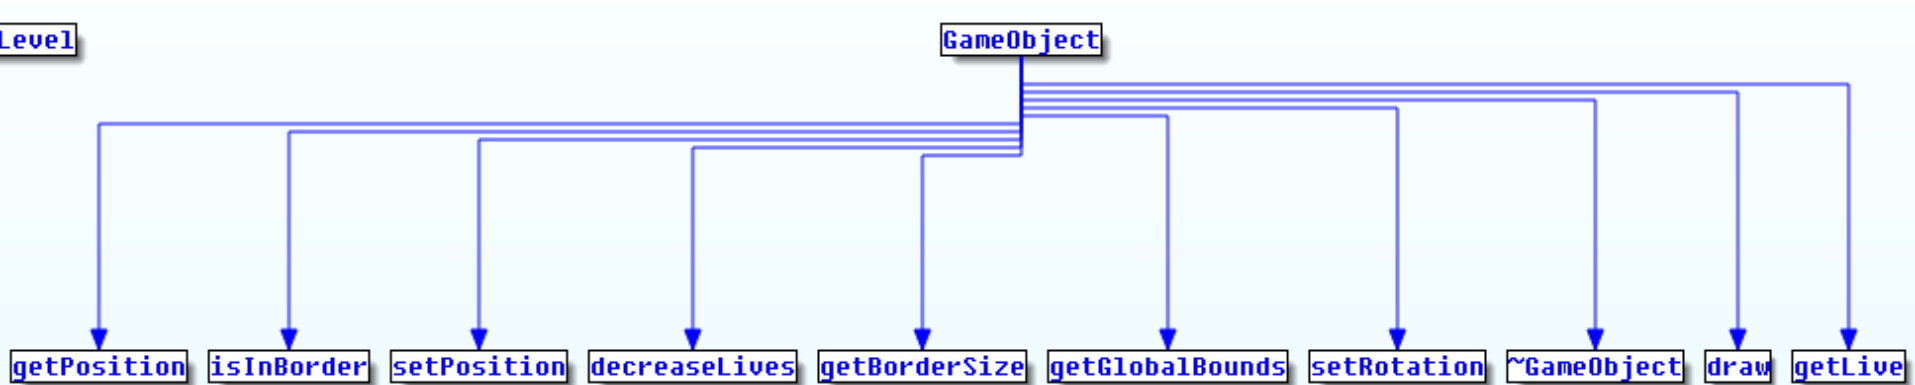 Level
GameObject
getPosition
isInBorder
setPosition
decreaseLives
getBorderSize
getGlobalBounds
setRotation
~GameObject
draw
getLive